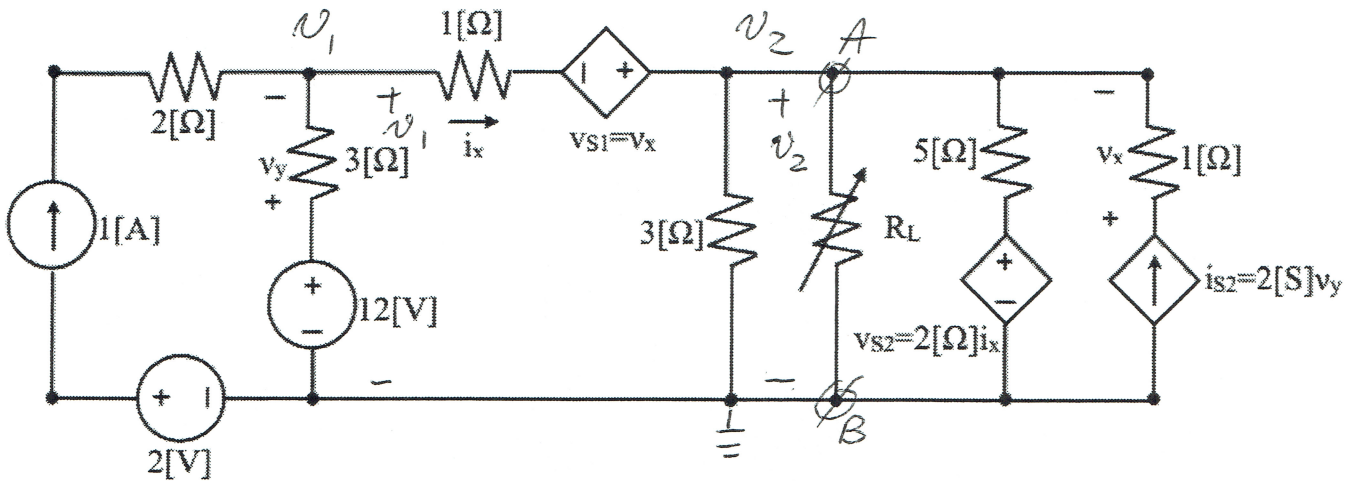 v₁ 1[Ω] v₂ A
2[Ω] − + iₓ − + vS1=vₓ + −
v₁ v₂
vy 3[Ω] 5[Ω] vₓ 1[Ω]
+ +
1[A] 3[Ω] RL
+ + iS2=2[S]vy
12[V]
− − vS2=2[Ω]iₓ
− −
+ − B
2[V]